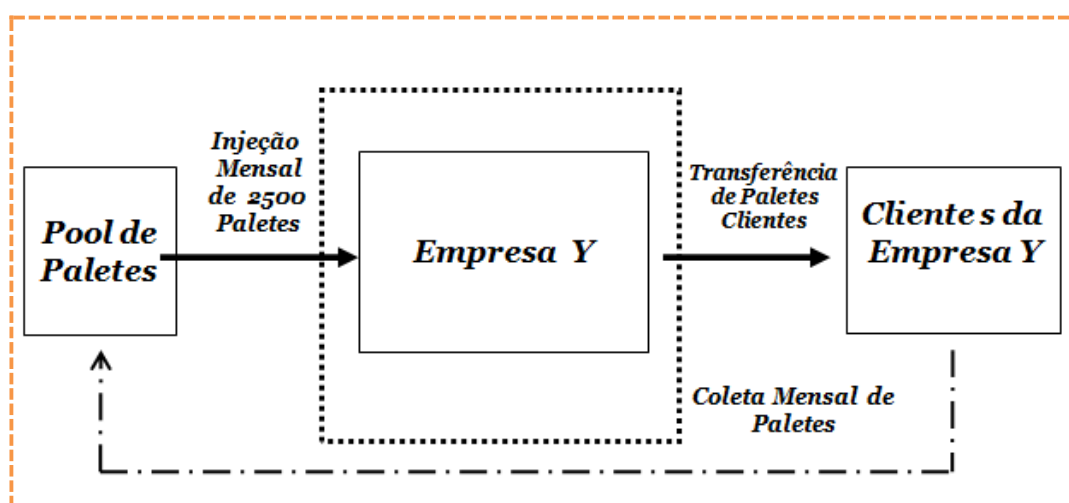 Injeção
Mensal
de 2500
Paletes
Transferência
de Paletes
Clientes
Pool de
Paletes
Empresa Y
Clientes da
Empresa Y
Coleta Mensal de
Paletes